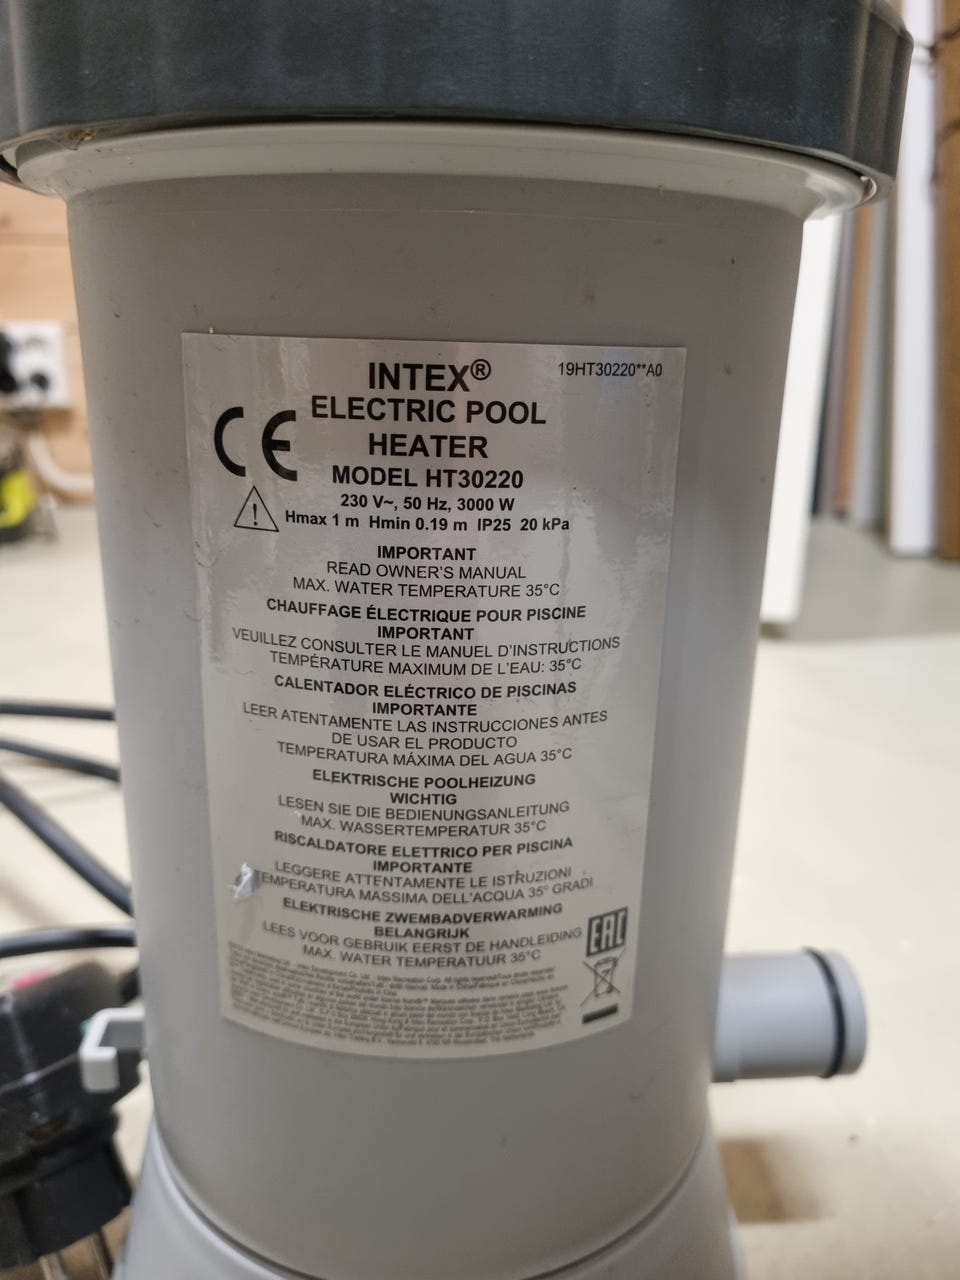 INTEX®
19HT30220**A0
ELECTRIC POOL
HEATER
CE
MODEL HT30220
230 V~, 50 Hz, 3000 W
Hmax 1 m Hmin 0.19 m IP25 20 kPa
IMPORTANT
READ OWNER'S MANUAL
MAX. WATER TEMPERATURE 35°C
CHAUFFAGE ÉLECTRIQUE POUR PISCINE
IMPORTANT
VEUILLEZ CONSULTER LE MANUEL D'INSTRUCTIONS
TEMPÉRATURE MAXIMUM DE L'EAU: 35°C
CALENTADOR ELÉCTRICO DE PISCINAS
IMPORTANTE
LEER ATENTAMENTE LAS INSTRUCCIONES ANTES
DE USAR EL PRODUCTO
TEMPERATURA MÁXIMA DEL AGUA 35°C
ELEKTRISCHE POOLHEIZUNG
WICHTIG
LESEN SIE DIE BEDIENUNGSANLEITUNG
MAX. WASSERTEMPERATUR 35°C
RISCALDATORE ELETTRICO PER PISCINA
IMPORTANTE
LEGGERE ATTENTAMENTE LE ISTRUZIONI
TEMPERATURA MASSIMA DELL'ACQUA 35° GRADI
ELEKTRISCHE ZWEMBADVERWARMING
BELANGRIJK
LEES VOOR GEBRUIK EERST DE HANDLEIDING
MAX. WATER TEMPERATUUR 35°C
EAC